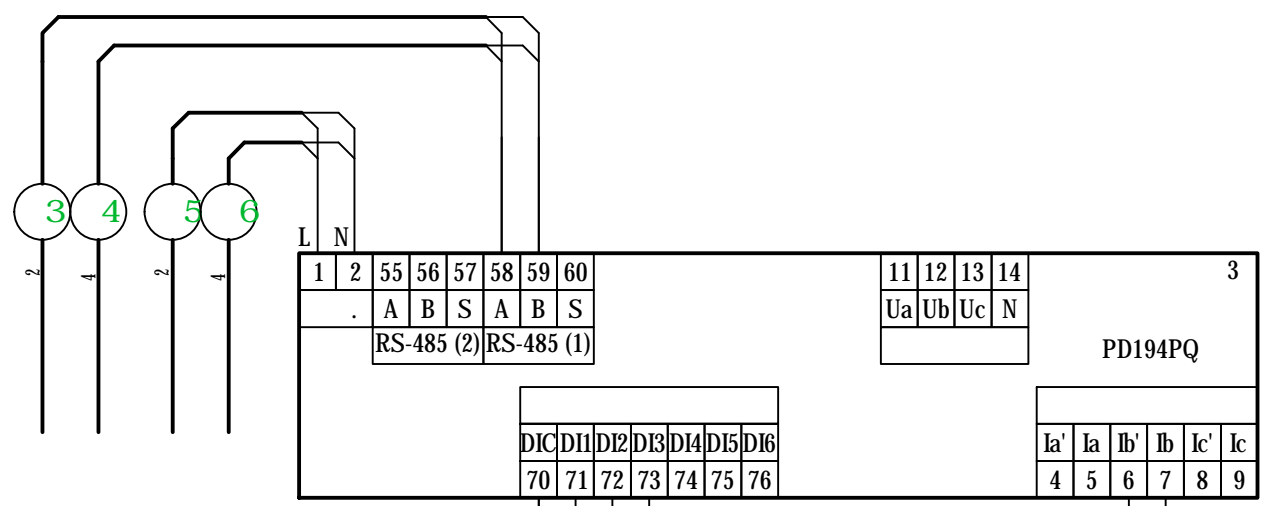 3 4 5 6
L N
2 4 2 4
1 2 55 56 57 58 59 60 11 12 13 14 3
. A B S A B S Ua Ub Uc N
RS-485 (2) RS-485 (1)
PD194PQ
DIC DI1 DI2 DI3 DI4 DI5 DI6 Ia' Ia Ib' Ib Ic' Ic
70 71 72 73 74 75 76 4 5 6 7 8 9